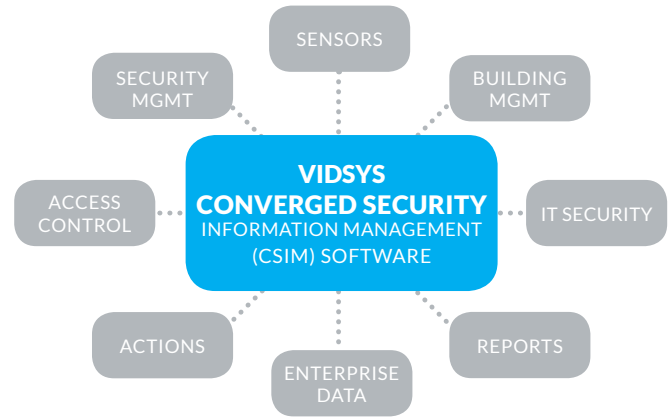 SENSORS
SECURITY
MGMT
BUILDING
MGMT
VIDSYS
CONVERGED SECURITY
INFORMATION MANAGEMENT
(CSIM) SOFTWARE
ACCESS
CONTROL
IT SECURITY
ACTIONS
ENTERPRISE
DATA
REPORTS